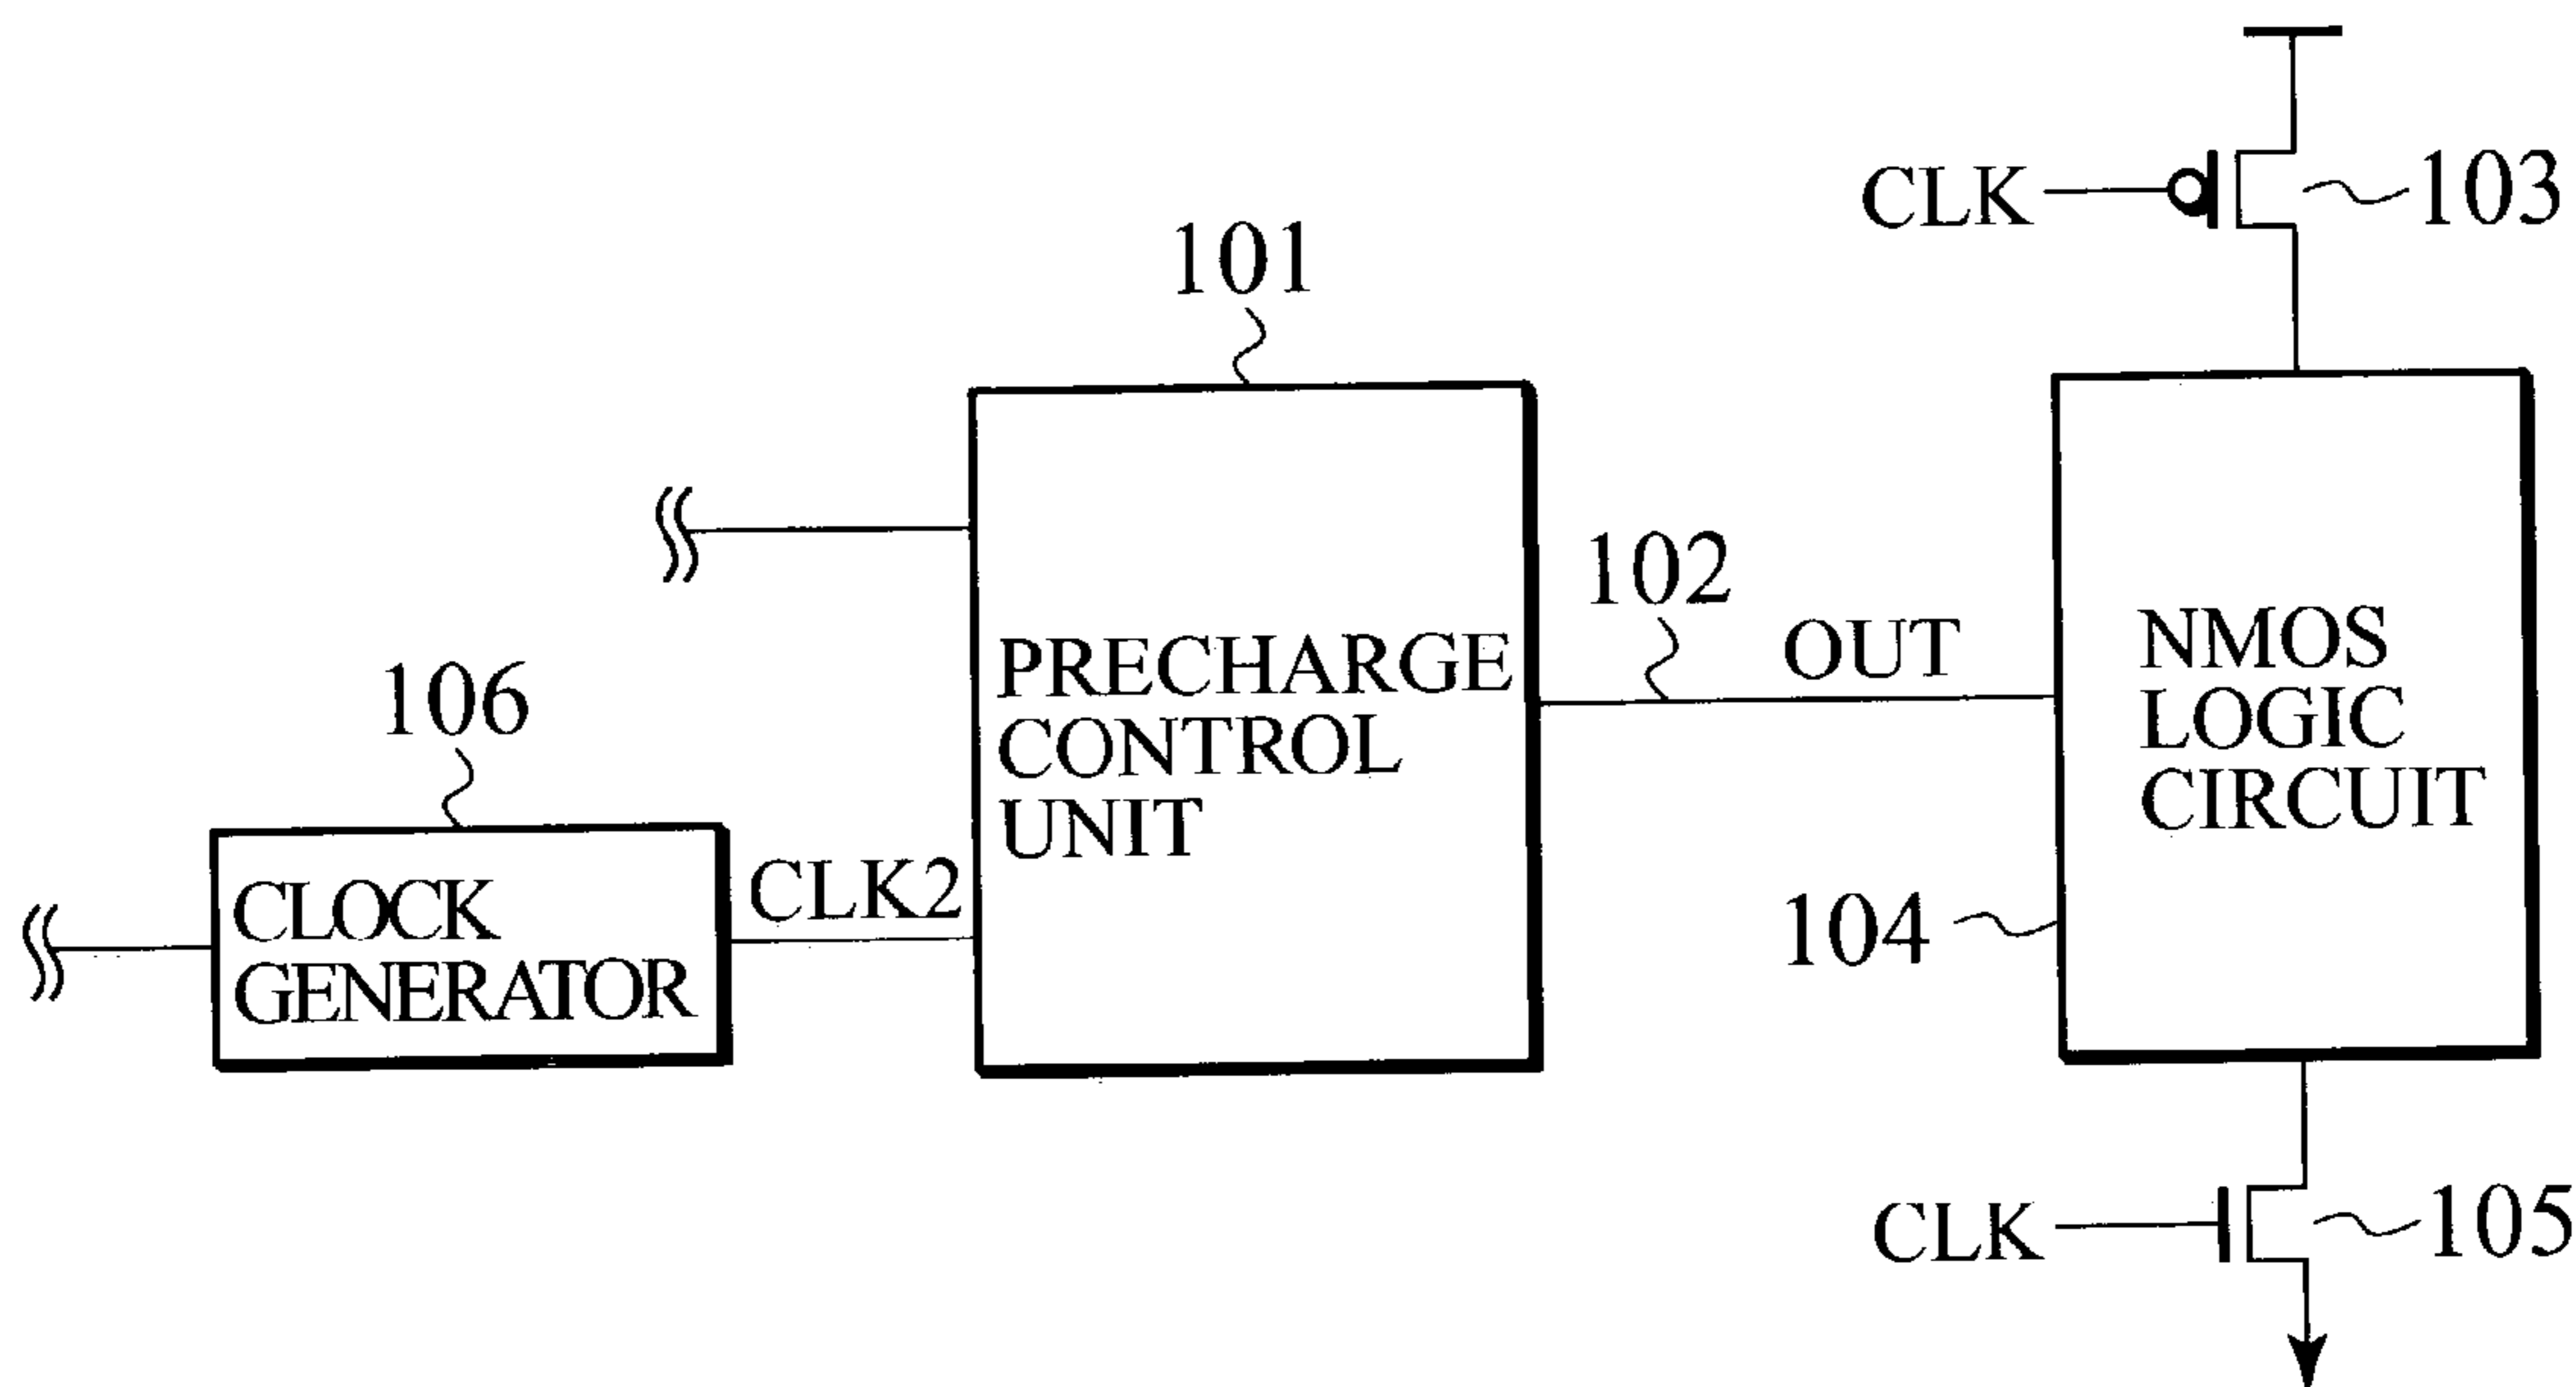 CLK
103
101
102
OUT
PRECHARGE
CONTROL
UNIT
NMOS
LOGIC
CIRCUIT
106
CLOCK
GENERATOR
CLK2
104
CLK
105